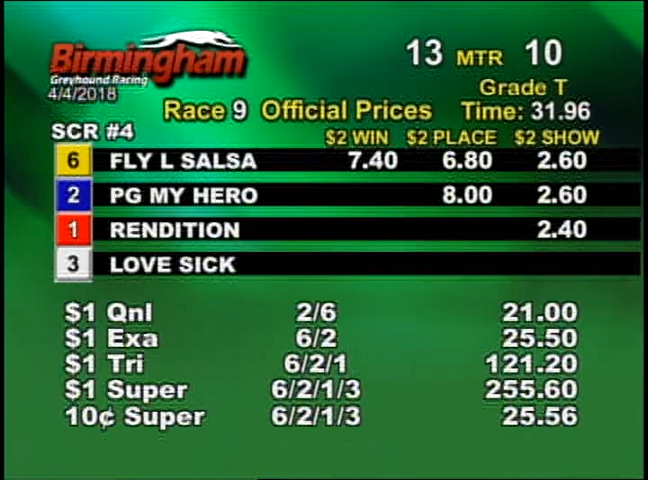 Birmingham
Greyhound Racing
4/4/2018
13 MTR 10
Grade T
Race 9 Official Prices Time: 31.96
SCR #4
$2 WIN $2 PLACE $2 SHOW
6 FLY L SALSA 7.40 6.80 2.60
2 PG MY HERO 8.00 2.60
1 RENDITION 2.40
3 LOVE SICK
$1 Qnl 2/6 21.00
$1 Exa 6/2 25.50
$1 Tri 6/2/1 121.20
$1 Super 6/2/1/3 255.60
10¢ Super 6/2/1/3 25.56